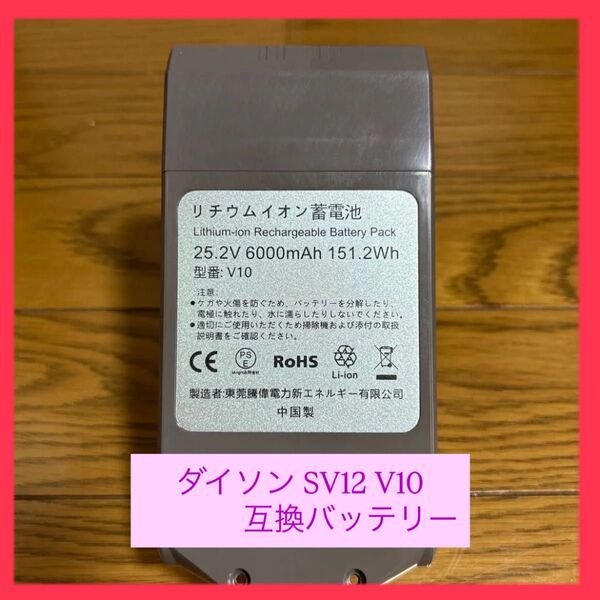 リチウムイオン蓄電池
Lithium-ion Rechargeable Battery Pack
25.2V 6000mAh 151.2Wh
型番: V10
注意:
●ケガや火傷を防ぐため、バッテリーを分解したり、
電極に触れたり、水に濡らしたりしないでください。
●適切にご使用いただくため掃除機および添付の取扱
説明書をご確認ください。
CE PSE RoHS Li-ion
製造者:東莞騰偉電力新エネルギー有限公司
中国製
ダイソン SV12 V10
互換バッテリー